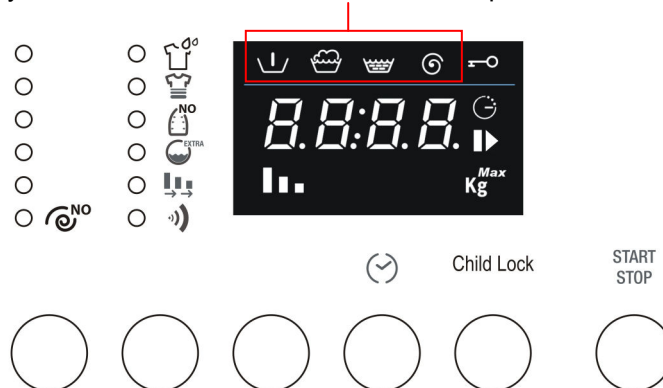 NO
EXTRA
NO
8.8:8.8.
Max
Kg
Child Lock
START
STOP